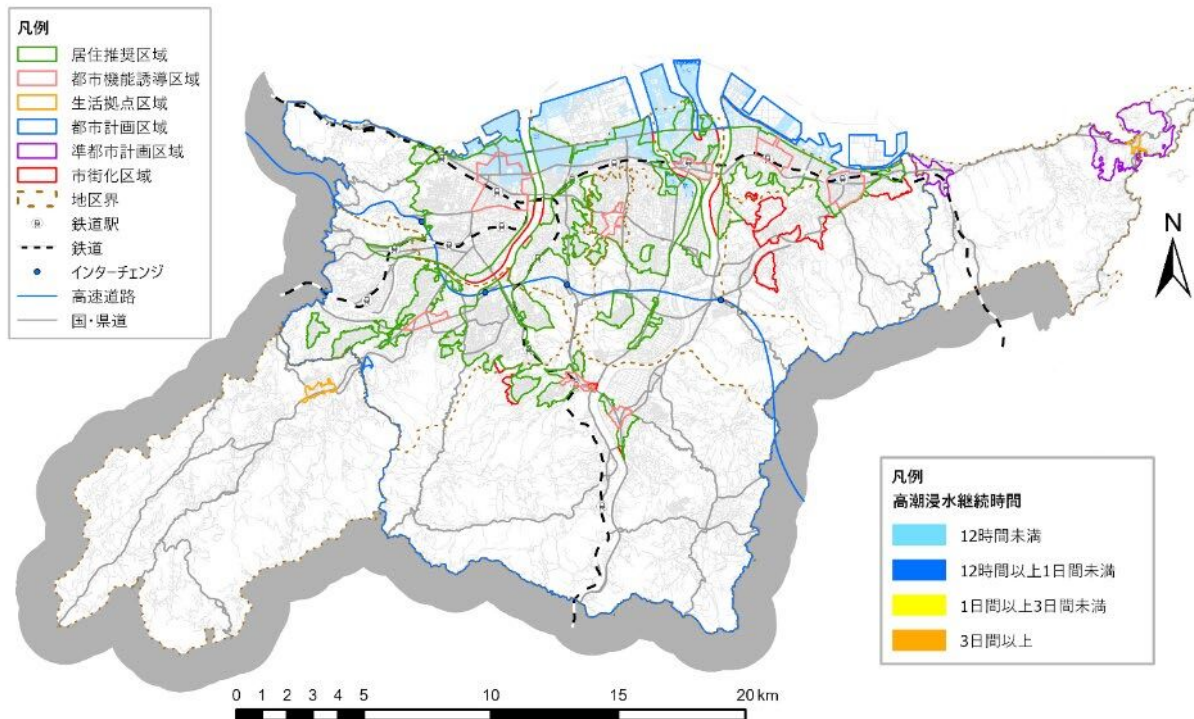 凡例
居住推奨区域
都市機能誘導区域
生活拠点区域
都市計画区域
準都市計画区域
市街化区域
地区界
鉄道駅
鉄道
インターチェンジ
高速道路
国・県道
N
凡例
高潮浸水継続時間
12時間未満
12時間以上1日間未満
1日間以上3日間未満
3日間以上
0 1 2 3 4 5 10 15 20 km